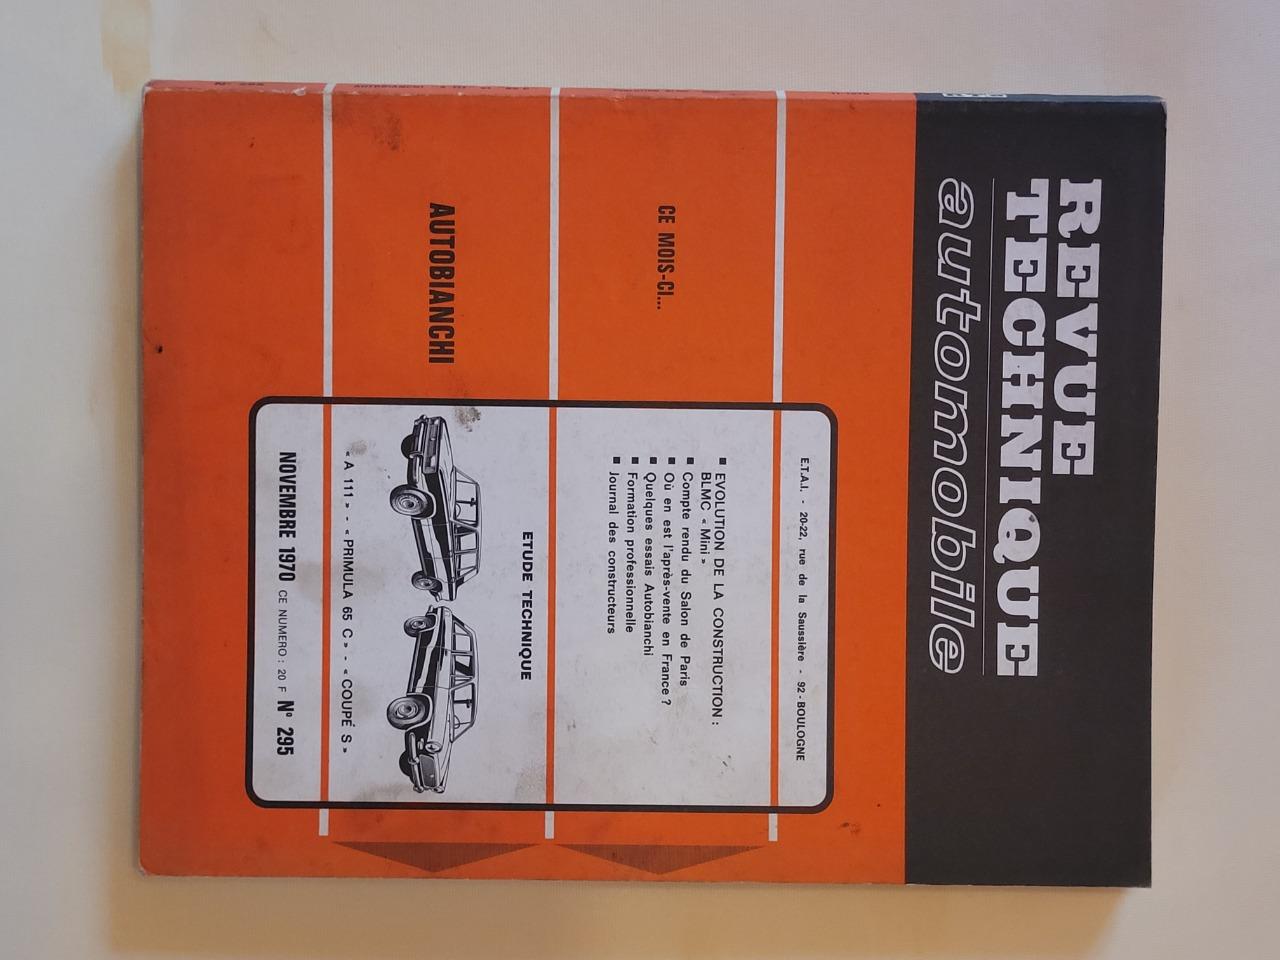 REVUE
TECHNIQUE
automobile
E.T.A.I. - 20-22, rue de la Saussière - 92 - BOULOGNE
CE MOIS-CI...
■ EVOLUTION DE LA CONSTRUCTION :
BLMC « Mini »
■ Compte rendu du Salon de Paris
■ Où en est l'après-vente en France ?
■ Quelques essais Autobianchi
■ Formation professionnelle
■ Journal des constructeurs
AUTOBIANCHI
ETUDE TECHNIQUE
« A 111 » - « PRIMULA 65 C » - « COUPÉ S »
NOVEMBRE 1970 CE NUMERO : 20 F N° 295